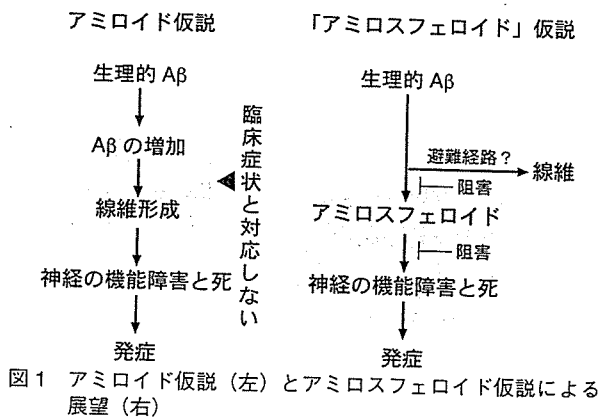 アミロイド仮説
生理的 Aβ
Aβ の増加
線維形成
神経の機能障害と死
発症
臨床症状と対応しない
「アミロスフェロイド」仮説
生理的 Aβ
避難経路？
線維
阻害
アミロスフェロイド
阻害
神経の機能障害と死
発症
図1 アミロイド仮説（左）とアミロスフェロイド仮説による
展望（右）